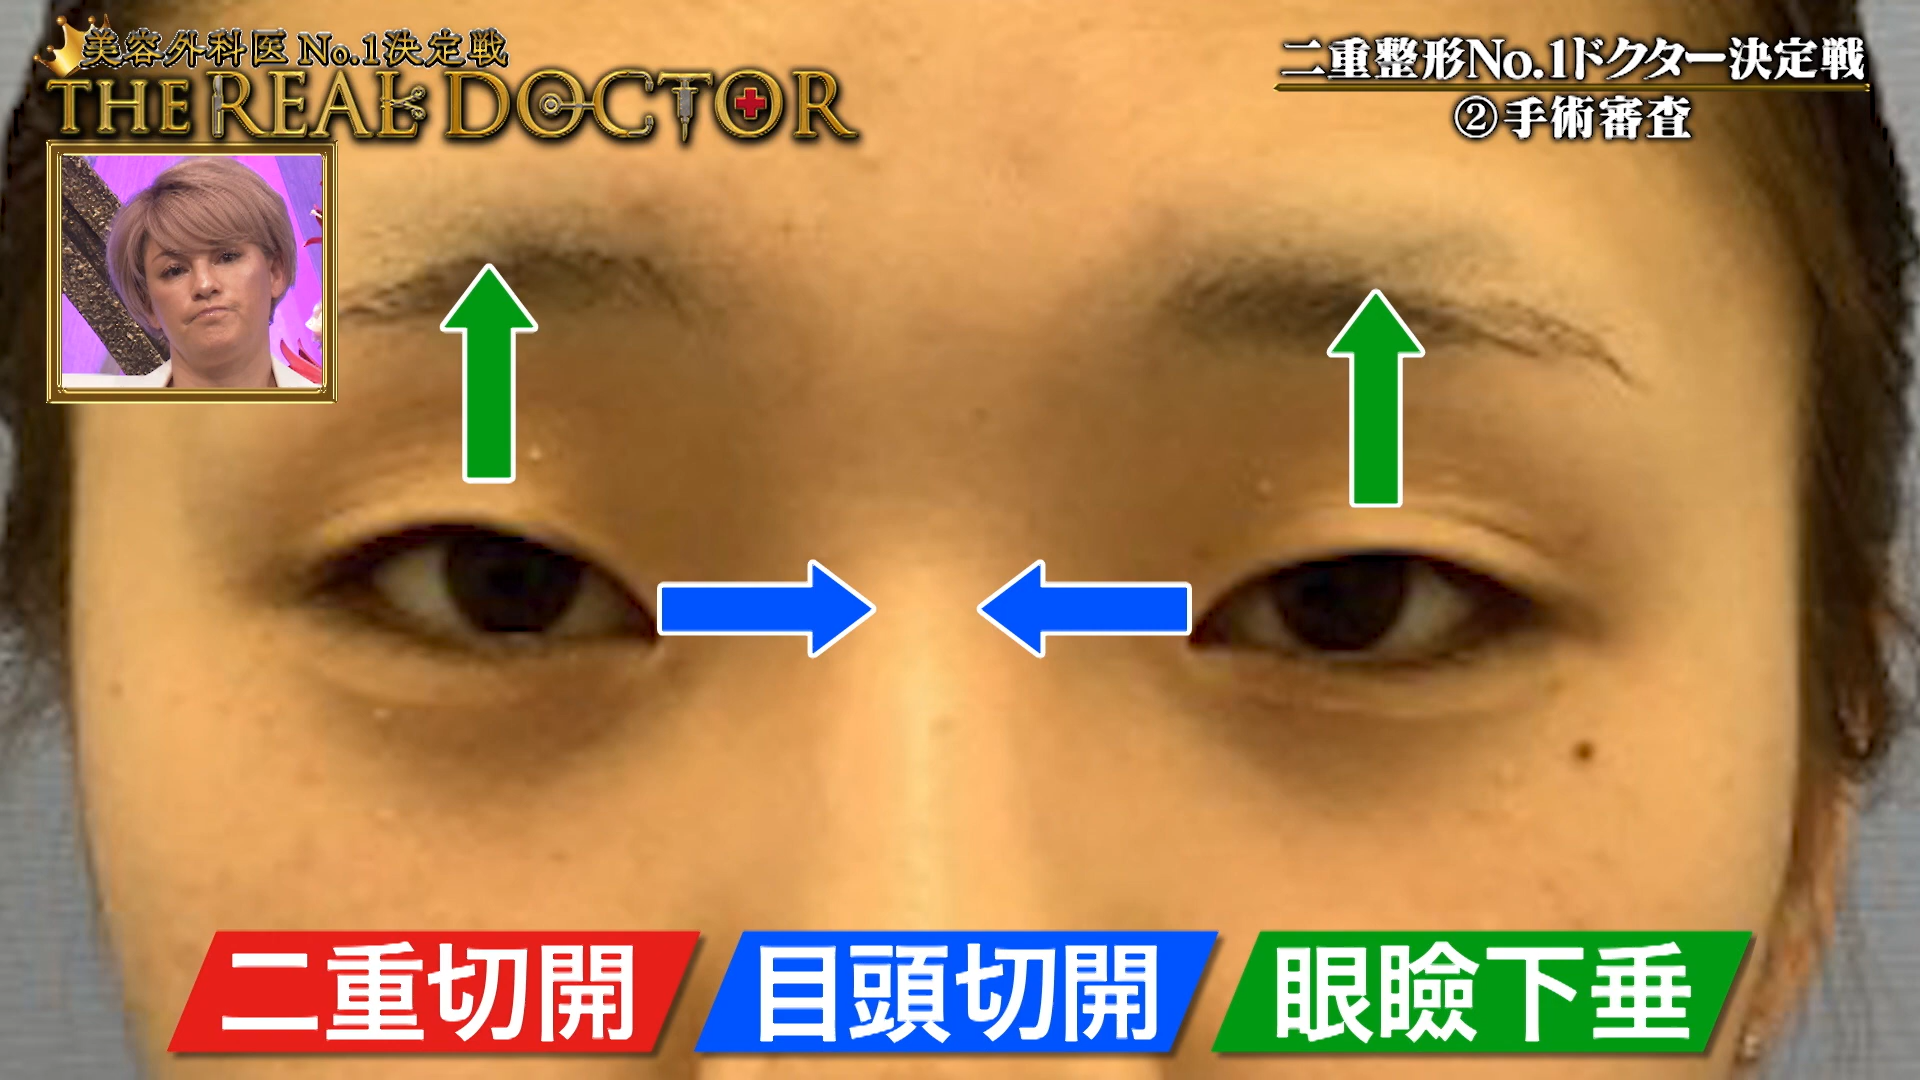 美容外科医No.1決定戦
THE REAL DOCTOR
二重整形No.1ドクター決定戦
②手術審査
二重切開
目頭切開
眼瞼下垂